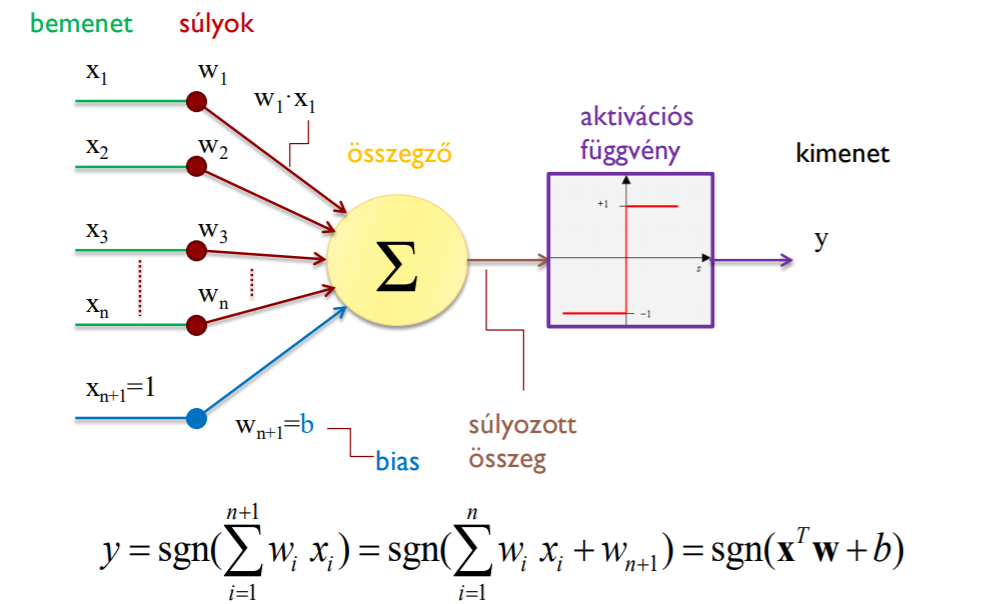 bemenet súlyok
x₁ w₁
w₁·x₁
x₂ w₂
összegző
aktivációs
függvény
kimenet
+1
s
−1
x₃ w₃
Σ
y
xₙ wₙ
xₙ₊₁=1
wₙ₊₁=b
bias
súlyozott
összeg
y = sgn(∑_{i=1}^{n+1} wᵢ xᵢ) = sgn(∑_{i=1}^{n} wᵢ xᵢ + wₙ₊₁) = sgn(𝐱ᵀ𝐰 + b)